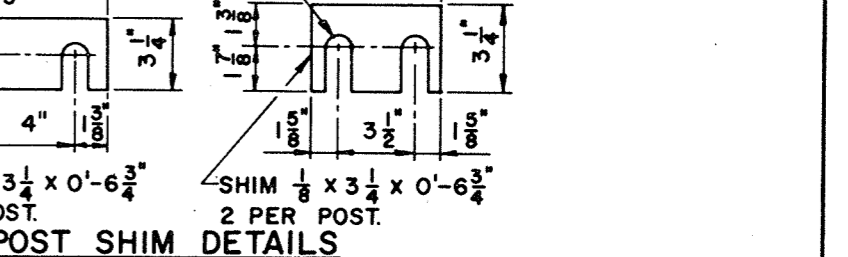 1 3/8"
1 7/8"
3 1/4"
3 1/4"
4"
1 3/8"
1 5/8"
3 1/2"
1 5/8"
3 1/4 X 0'-6 3/4"
SHIM 1/8 X 3 1/4 X 0'-6 3/4"
2 PER POST.
POST SHIM DETAILS